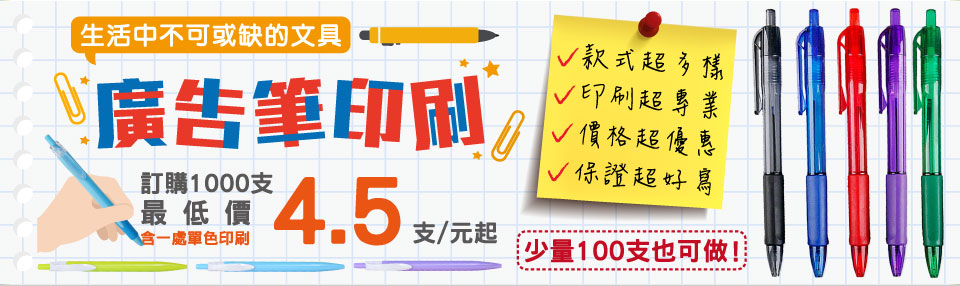 生活中不可或缺的文具
廣告筆印刷
訂購1000支
最低價
含一處單色印刷
4.5
支/元起
款式超多樣
印刷超專業
價格超優惠
保證超好寫
少量100支也可做!